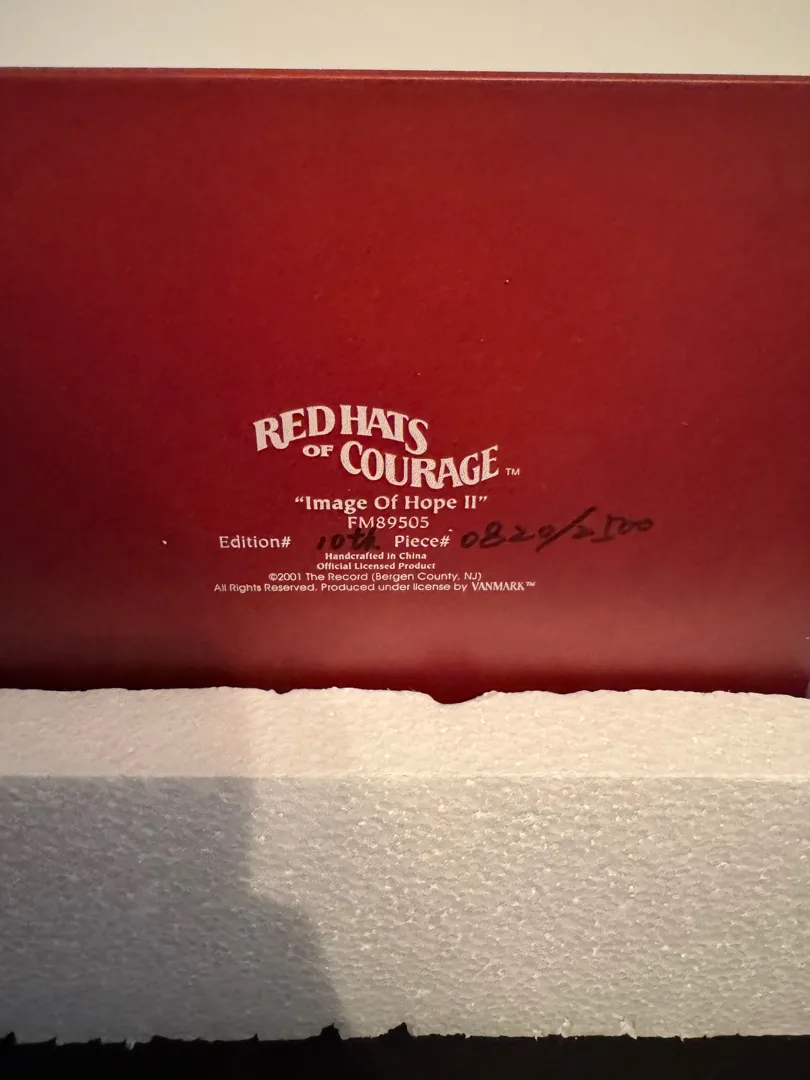 RED HATS
OF COURAGE™
"Image Of Hope II"
FM89505
Edition# 10th Piece# 0820/2500
Handcrafted in China
Official Licensed Product
©2001 The Record (Bergen County, NJ)
All Rights Reserved. Produced under license by VANMARK™